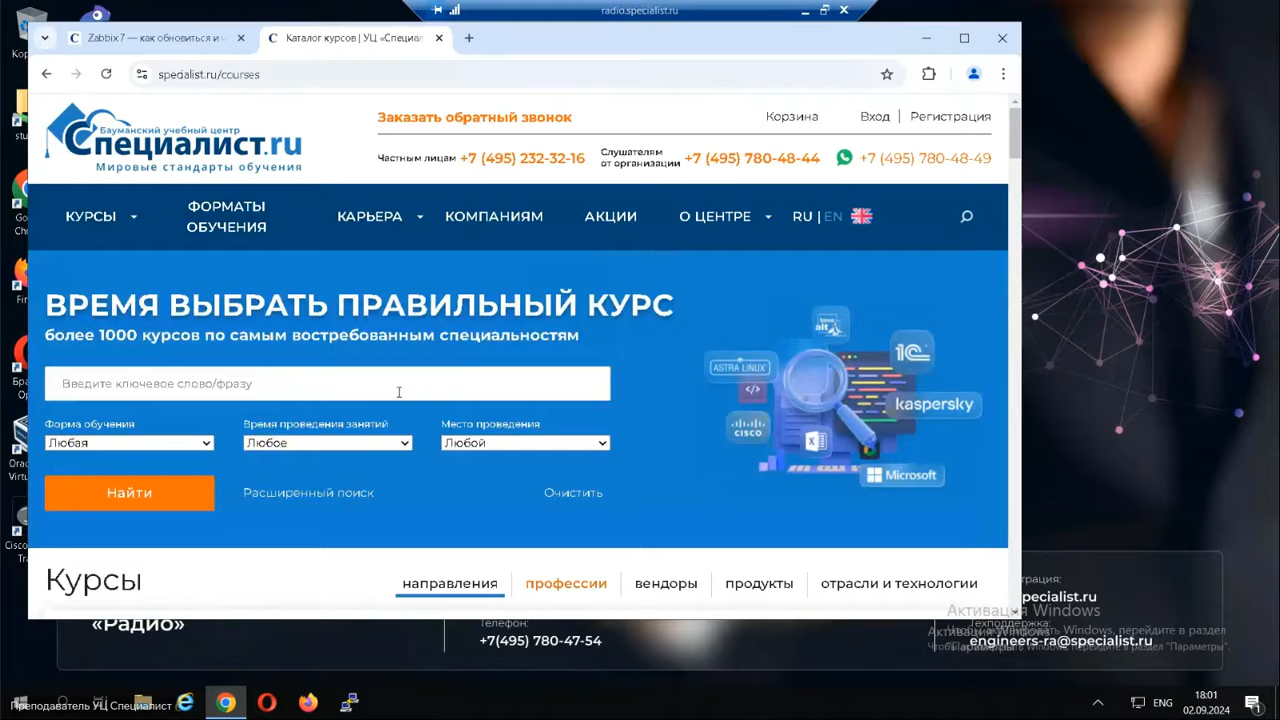 radio.specialist.ru
Zabbix 7 — как обновиться и
Каталог курсов | УЦ «Специал
specialist.ru/courses
Бауманский учебный центр
Специалист.ru
Мировые стандарты обучения
Заказать обратный звонок
Корзина
Вход | Регистрация
Частным лицам +7 (495) 232-32-16
Слушателям
от организации +7 (495) 780-48-44
+7 (495) 780-48-49
КУРСЫ
ФОРМАТЫ
ОБУЧЕНИЯ
КАРЬЕРА
КОМПАНИЯМ
АКЦИИ
О ЦЕНТРЕ
RU | EN
ВРЕМЯ ВЫБРАТЬ ПРАВИЛЬНЫЙ КУРС
более 1000 курсов по самым востребованным специальностям
Введите ключевое слово/фразу
Форма обучения
Время проведения занятий
Место проведения
Любая
Любое
Любой
Найти
Расширенный поиск
Очистить
base
alt
1C
ASTRA LINUX
</>
kaspersky
CISCO
Microsoft
Курсы
направления
профессии
вендоры
продукты
отрасли и технологии
«Радио»
Телефон:
+7(495) 780-47-54
specialist.ru
Активация Windows
Техподдержка:
engineers-ra@specialist.ru
Преподаватель УЦ Специалист
ENG
18:01
02.09.2024
1